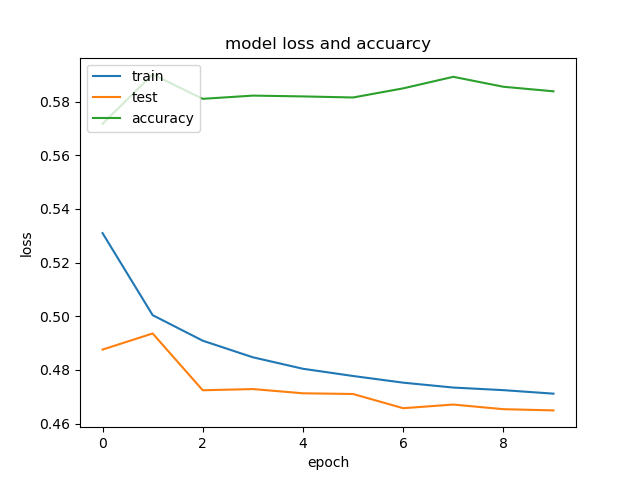 model loss and accuarcy
train
test
accuracy
0.58
0.56
0.54
0.52
0.50
0.48
0.46
loss
0 2 4 6 8
epoch